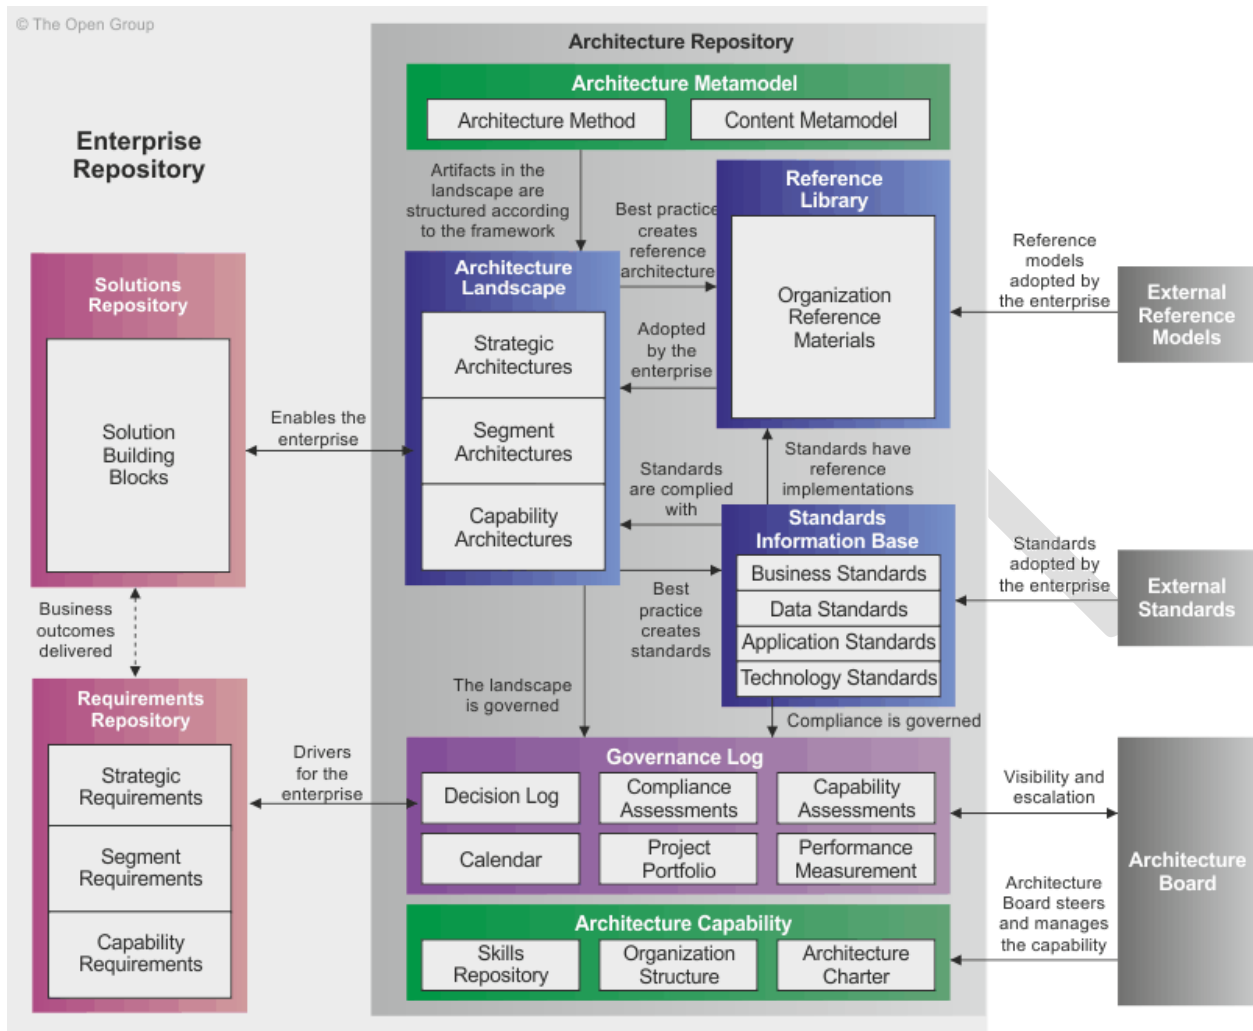 © The Open Group
Architecture Repository
Architecture Metamodel
Architecture Method
Content Metamodel
Enterprise
Repository
Artifacts in the
landscape are
structured according
to the framework
Best practice
creates
reference
architecture
Reference
Library
Organization
Reference
Materials
Reference
models
adopted by
the enterprise
External
Reference
Models
Solutions
Repository
Solution
Building
Blocks
Enables the
enterprise
Architecture
Landscape
Strategic
Architectures
Segment
Architectures
Capability
Architectures
Adopted
by the
enterprise
Standards have
reference
implementations
Standards
are complied
with
Standards
Information Base
Business Standards
Data Standards
Application Standards
Technology Standards
Standards
adopted by
the enterprise
External
Standards
Best
practice
creates
standards
Business
outcomes
delivered
The landscape
is governed
Compliance is governed
Requirements
Repository
Strategic
Requirements
Segment
Requirements
Capability
Requirements
Drivers
for the
enterprise
Governance Log
Decision Log
Compliance
Assessments
Capability
Assessments
Calendar
Project
Portfolio
Performance
Measurement
Visibility and
escalation
Architecture
Board
Architecture
Board steers
and manages
the capability
Architecture Capability
Skills
Repository
Organization
Structure
Architecture
Charter